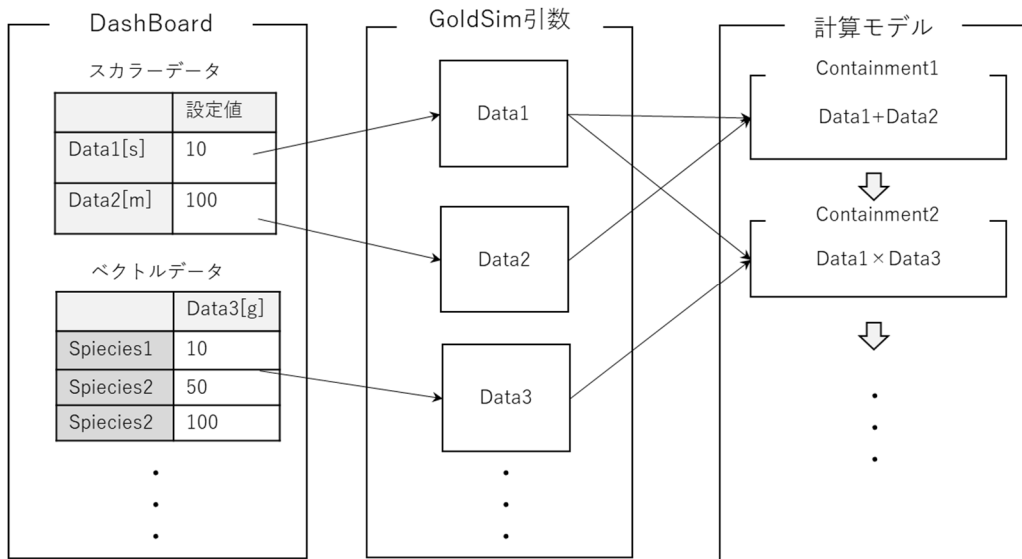 DashBoard
スカラーデータ
設定値
Data1[s] 10
Data2[m] 100
ベクトルデータ
Data3[g]
Spiecies1 10
Spiecies2 50
Spiecies2 100
GoldSim引数
Data1
Data2
Data3
計算モデル
Containment1
Data1+Data2
Containment2
Data1×Data3